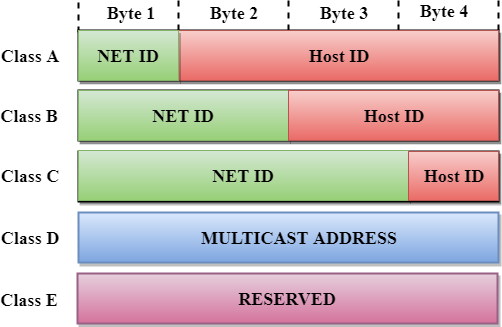 Byte 1 Byte 2 Byte 3 Byte 4
Class A NET ID Host ID
Class B NET ID Host ID
Class C NET ID Host ID
Class D MULTICAST ADDRESS
Class E RESERVED